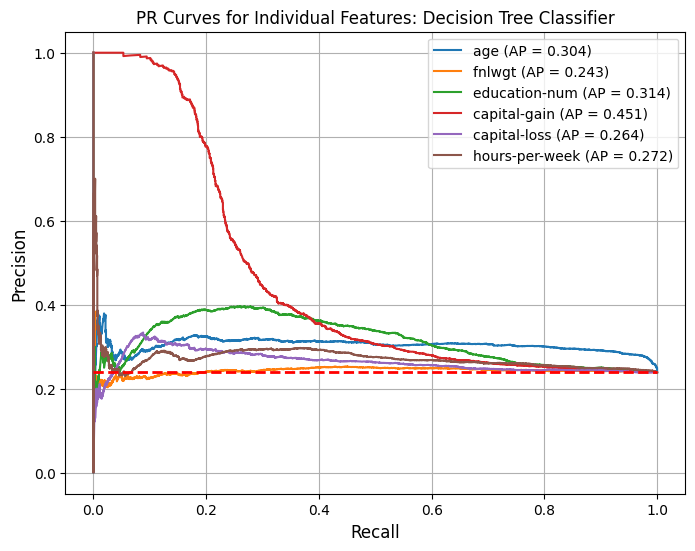 PR Curves for Individual Features: Decision Tree Classifier
age (AP = 0.304)
fnlwgt (AP = 0.243)
education-num (AP = 0.314)
capital-gain (AP = 0.451)
capital-loss (AP = 0.264)
hours-per-week (AP = 0.272)
Precision
1.0
0.8
0.6
0.4
0.2
0.0
0.0 0.2 0.4 0.6 0.8 1.0
Recall